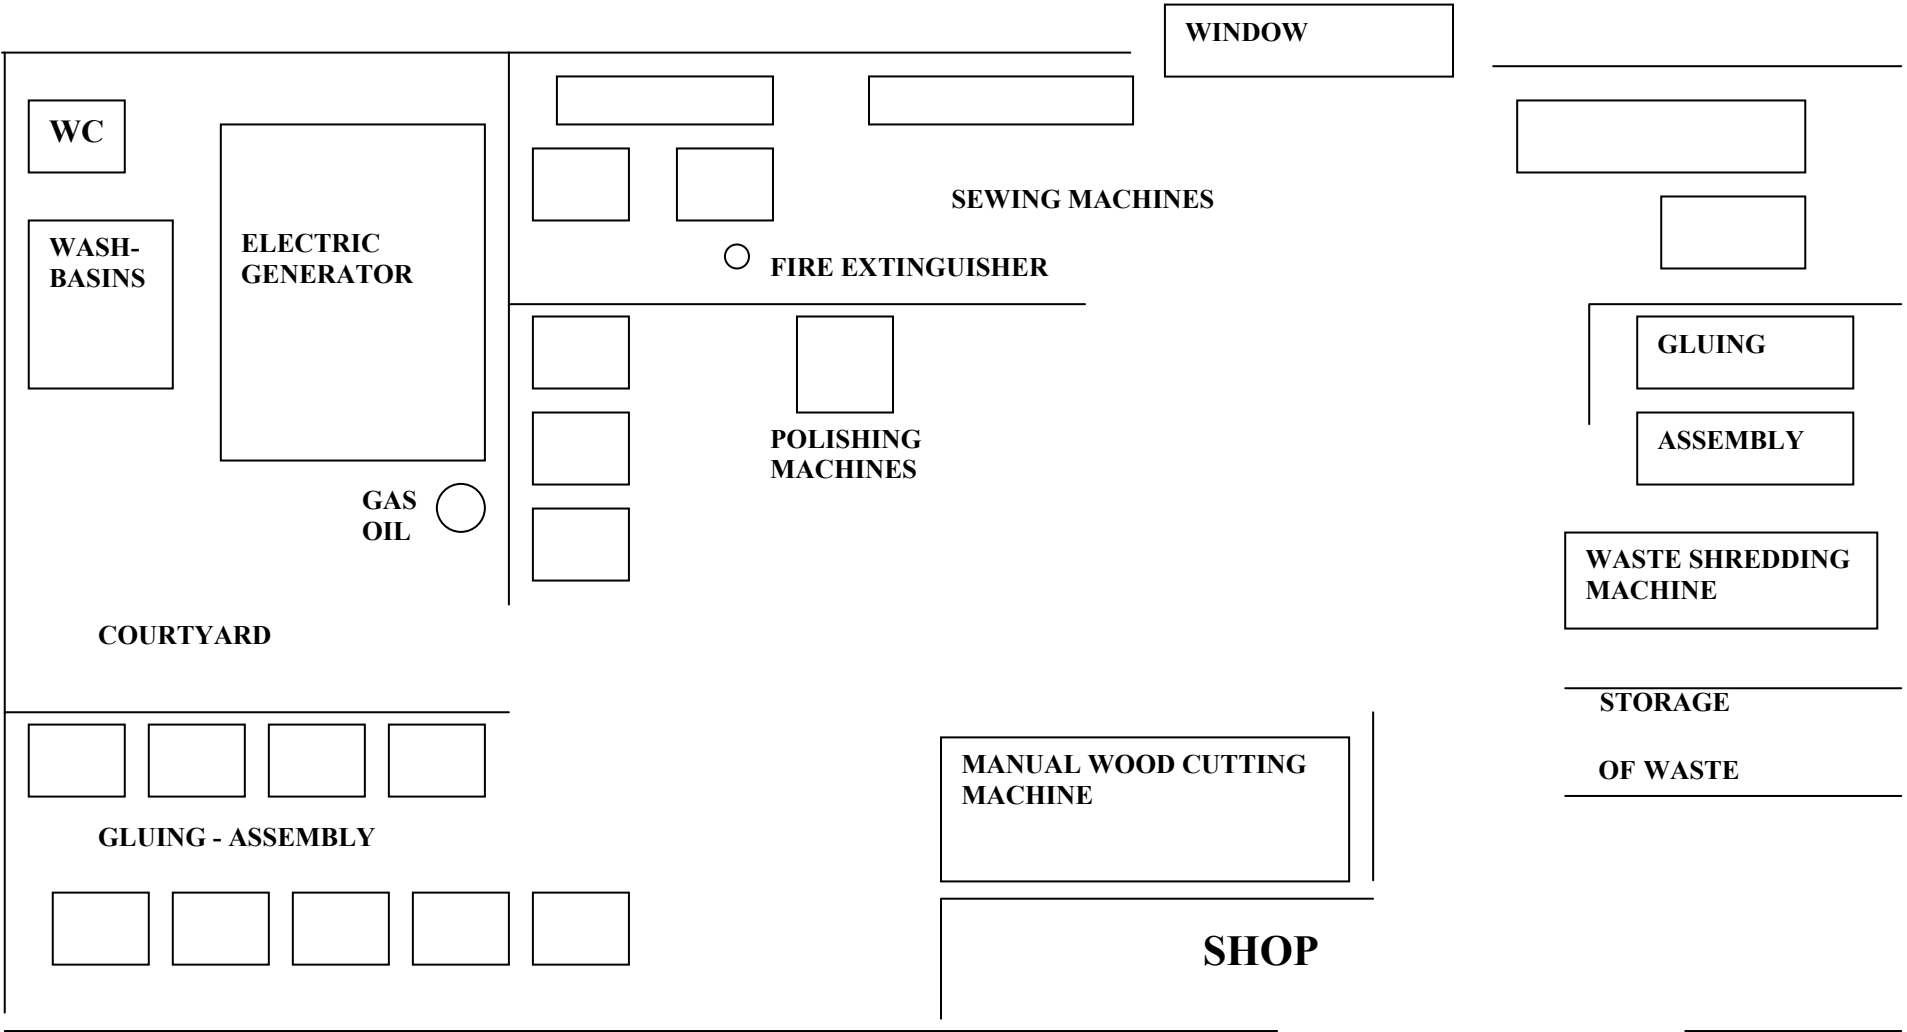 WINDOW
WC
SEWING MACHINES
WASH-
BASINS
ELECTRIC
GENERATOR
FIRE EXTINGUISHER
GLUING
POLISHING
MACHINES
ASSEMBLY
GAS
OIL
WASTE SHREDDING
MACHINE
COURTYARD
STORAGE
OF WASTE
MANUAL WOOD CUTTING
MACHINE
GLUING - ASSEMBLY
SHOP